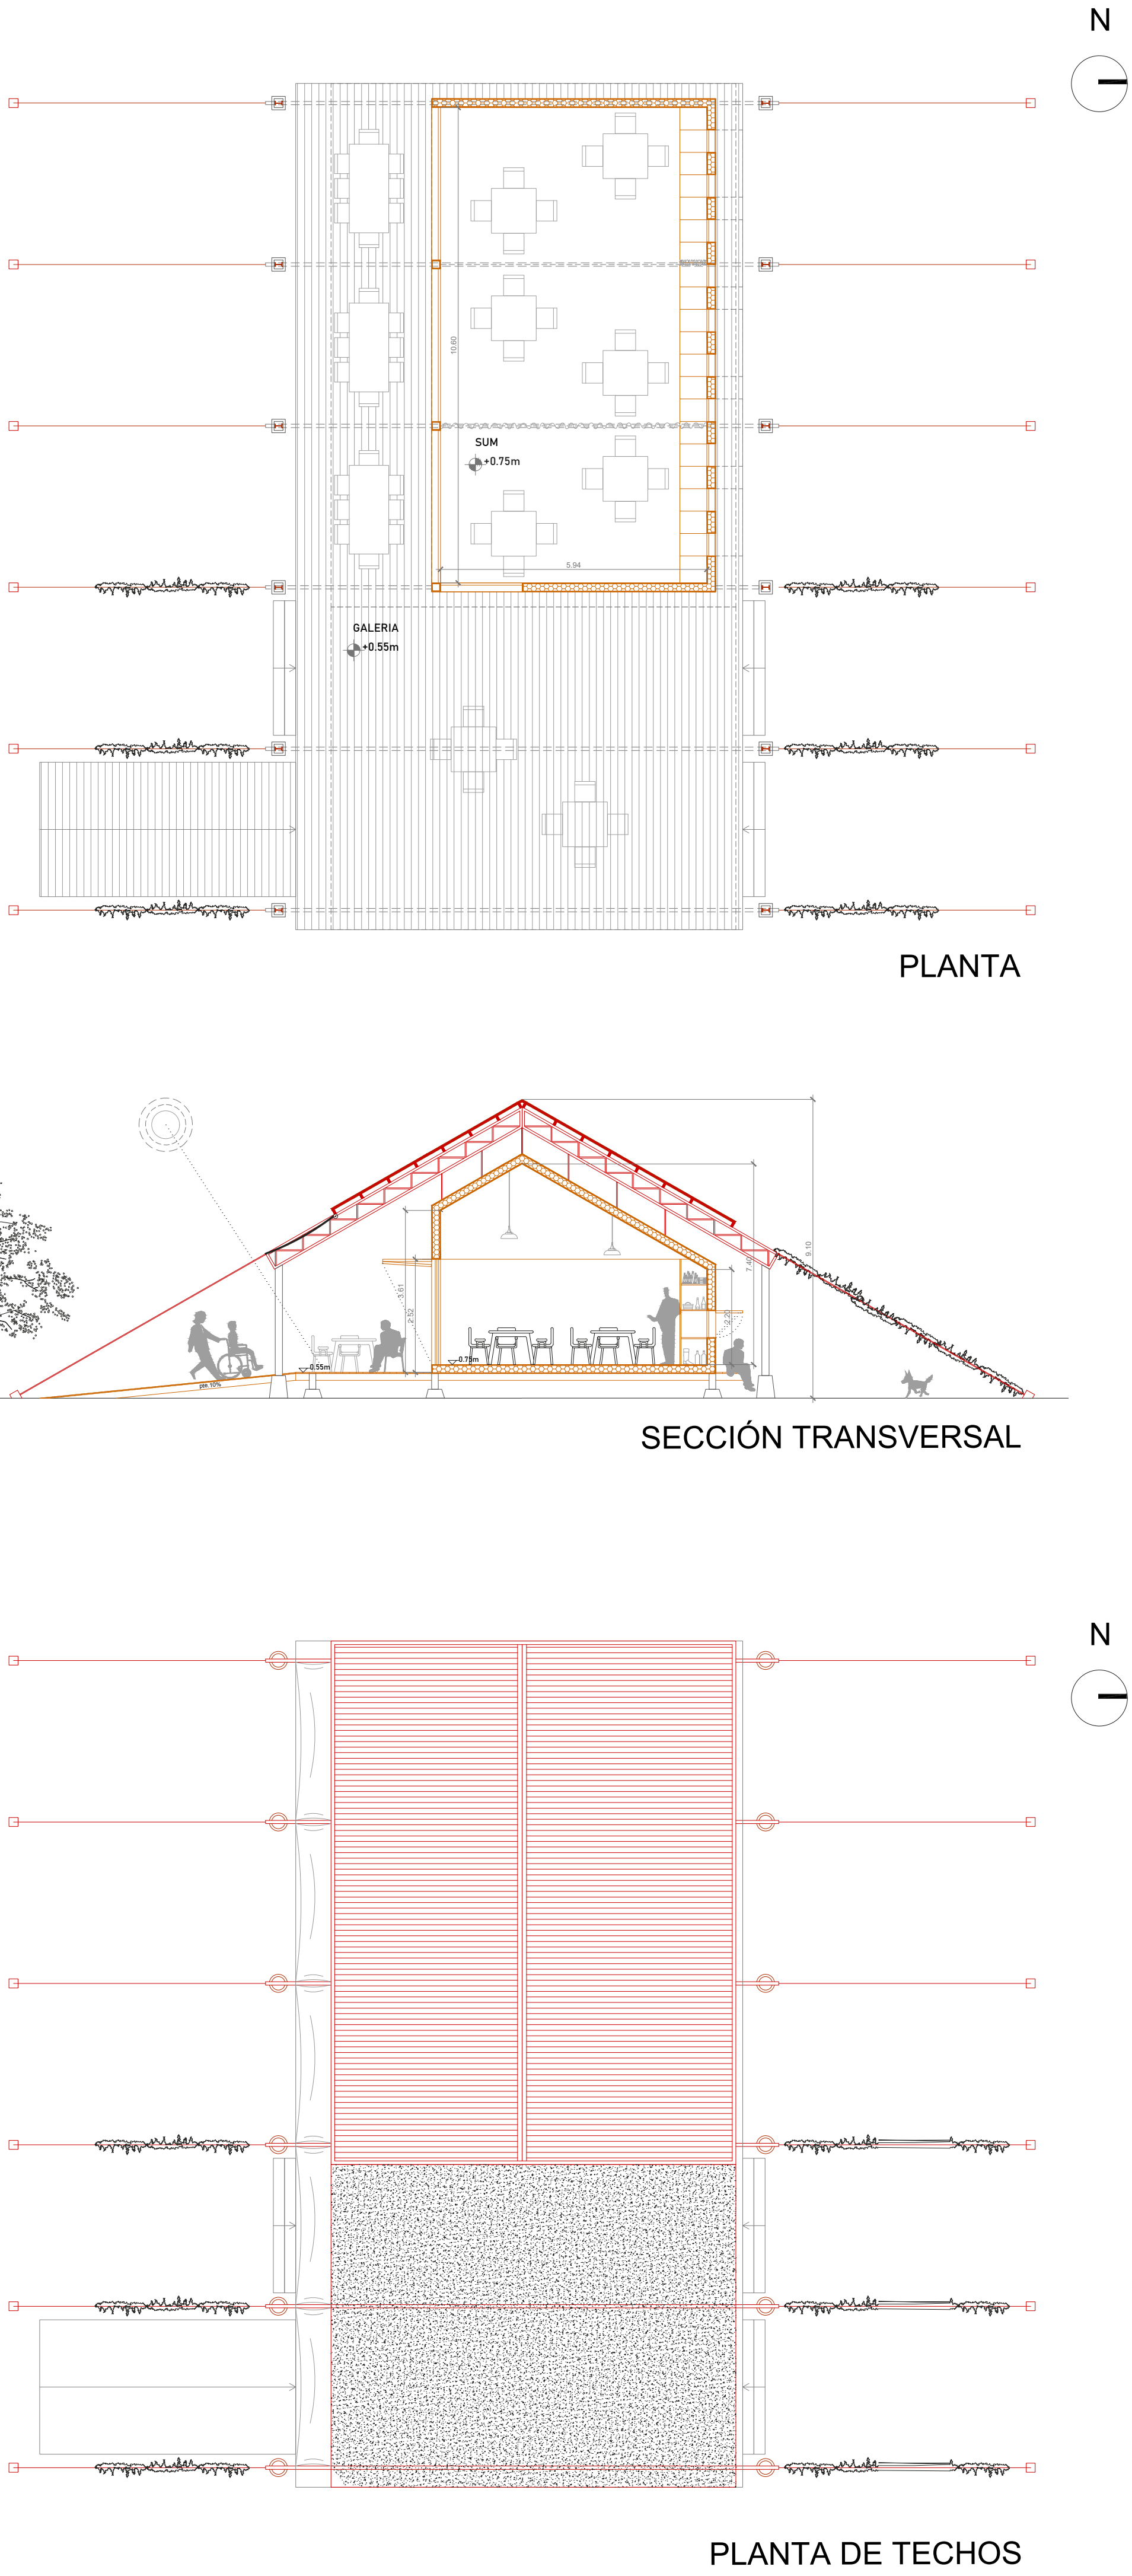 N
10.60
SUM
+0.75m
5.94
GALERIA
+0.55m
PLANTA
9.10
7.40
3.61
2.52
2.20
0.75m
0.55m
pte.10%
SECCIÓN TRANSVERSAL
N
PLANTA DE TECHOS